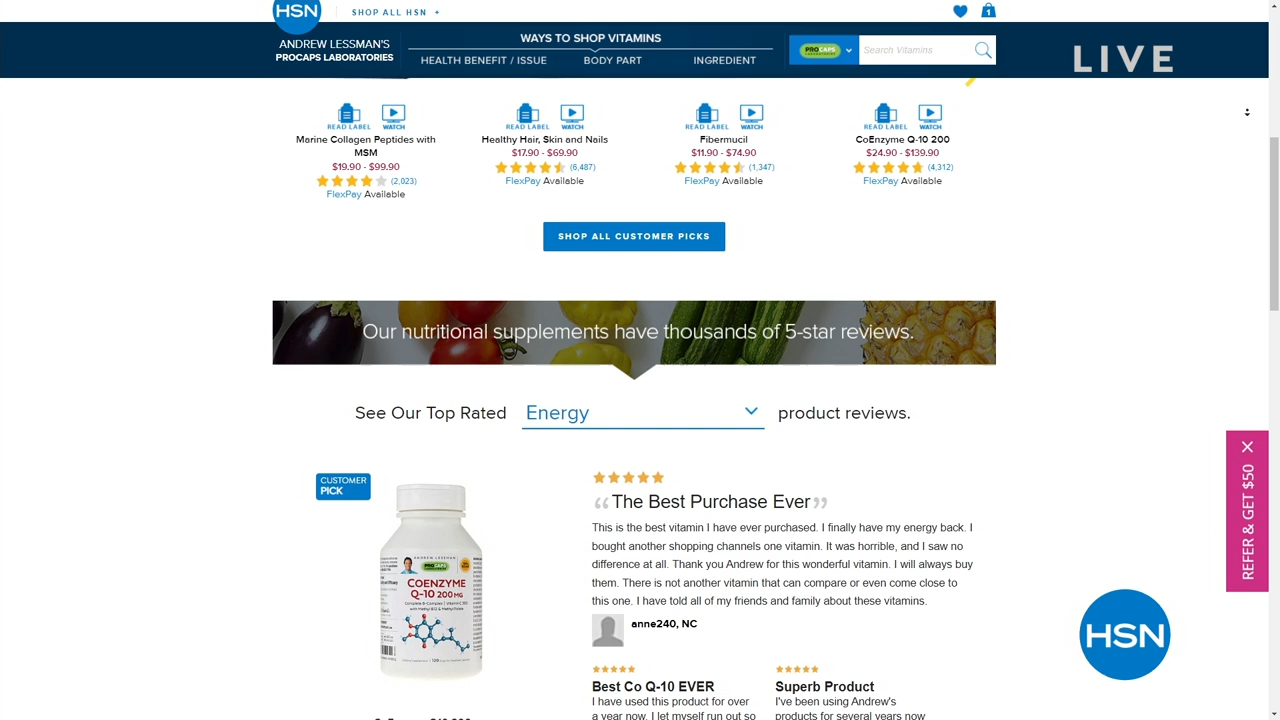 HSN
SHOP ALL HSN +
1
ANDREW LESSMAN'S
PROCAPS LABORATORIES
WAYS TO SHOP VITAMINS
HEALTH BENEFIT / ISSUE BODY PART INGREDIENT
PROCAPS
Search Vitamins
LIVE
READ LABEL WATCH
Marine Collagen Peptides with
MSM
$19.90 - $99.90
(2,023)
FlexPay Available
READ LABEL WATCH
Healthy Hair, Skin and Nails
$17.90 - $69.90
(6,487)
FlexPay Available
READ LABEL WATCH
Fibermucil
$11.90 - $74.90
(1,347)
FlexPay Available
READ LABEL WATCH
CoEnzyme Q-10 200
$24.90 - $139.90
(4,312)
FlexPay Available
SHOP ALL CUSTOMER PICKS
Our nutritional supplements have thousands of 5-star reviews.
See Our Top Rated Energy product reviews.
CUSTOMER
PICK
ANDREW LESSMAN
PROCAPS
COENZYME
Q-10 200 MG
“The Best Purchase Ever”
This is the best vitamin I have ever purchased. I finally have my energy back. I
bought another shopping channels one vitamin. It was horrible, and I saw no
difference at all. Thank you Andrew for this wonderful vitamin. I will always buy
them. There is not another vitamin that can compare or even come close to
this one. I have told all of my friends and family about these vitamins.
anne240, NC
Best Co Q-10 EVER
I have used this product for over
a year now. I let myself run out so
Superb Product
I've been using Andrew's
products for several years now
REFER & GET $50
HSN